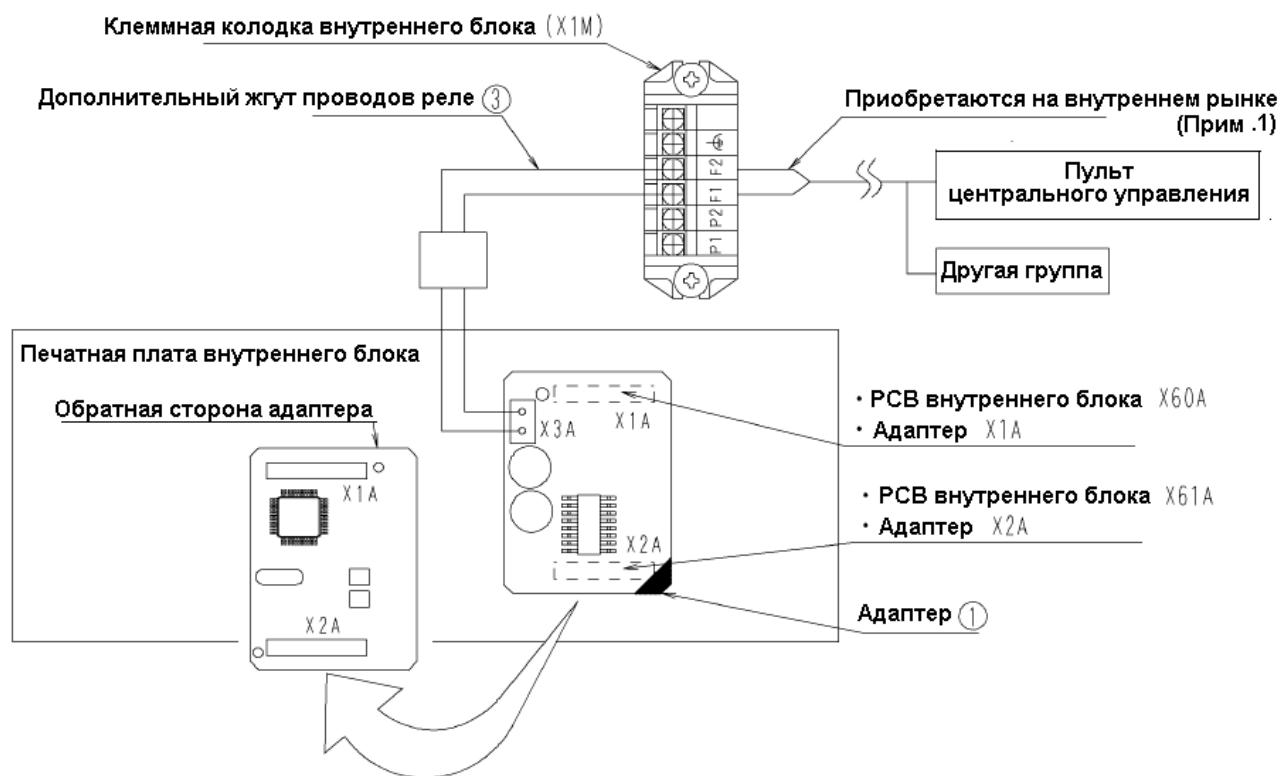 Клеммная колодка внутреннего блока (X1M)
Дополнительный жгут проводов реле ③
Приобретаются на внутреннем рынке
(Прим .1)
F2
F1
P2
P1
Пульт
центрального управления
Другая группа
Печатная плата внутреннего блока
Обратная сторона адаптера
X1A
X2A
X3A
X1A
X2A
· PCB внутреннего блока X60A
· Адаптер X1A
· PCB внутреннего блока X61A
· Адаптер X2A
Адаптер ①